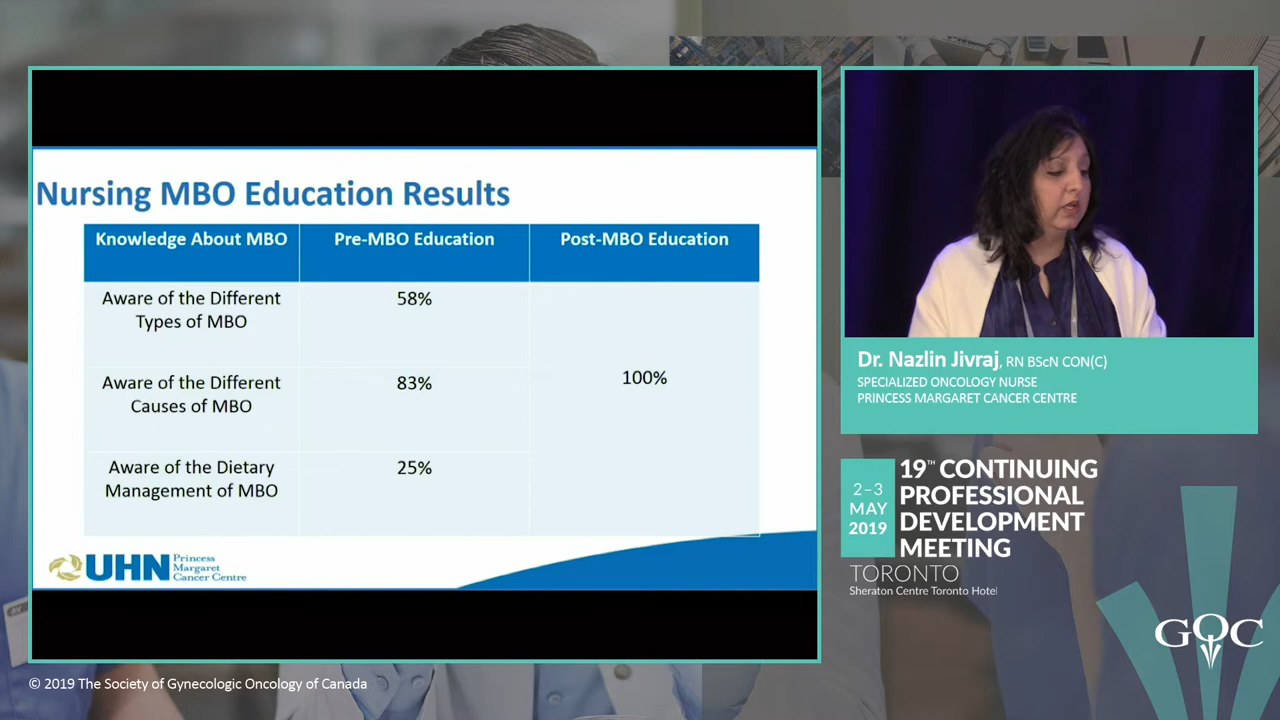 Nursing MBO Education Results
Knowledge About MBO
Pre-MBO Education
Post-MBO Education
Aware of the Different
Types of MBO
58%
Aware of the Different
Causes of MBO
83%
100%
Aware of the Dietary
Management of MBO
25%
UHN
Princess
Margaret
Cancer Centre
Dr. Nazlin Jivraj, RN BScN CON(C)
SPECIALIZED ONCOLOGY NURSE
PRINCESS MARGARET CANCER CENTRE
2–3
MAY
2019
19™ CONTINUING
PROFESSIONAL
DEVELOPMENT
MEETING
TORONTO
Sheraton Centre Toronto Hotel
GOC
© 2019 The Society of Gynecologic Oncology of Canada